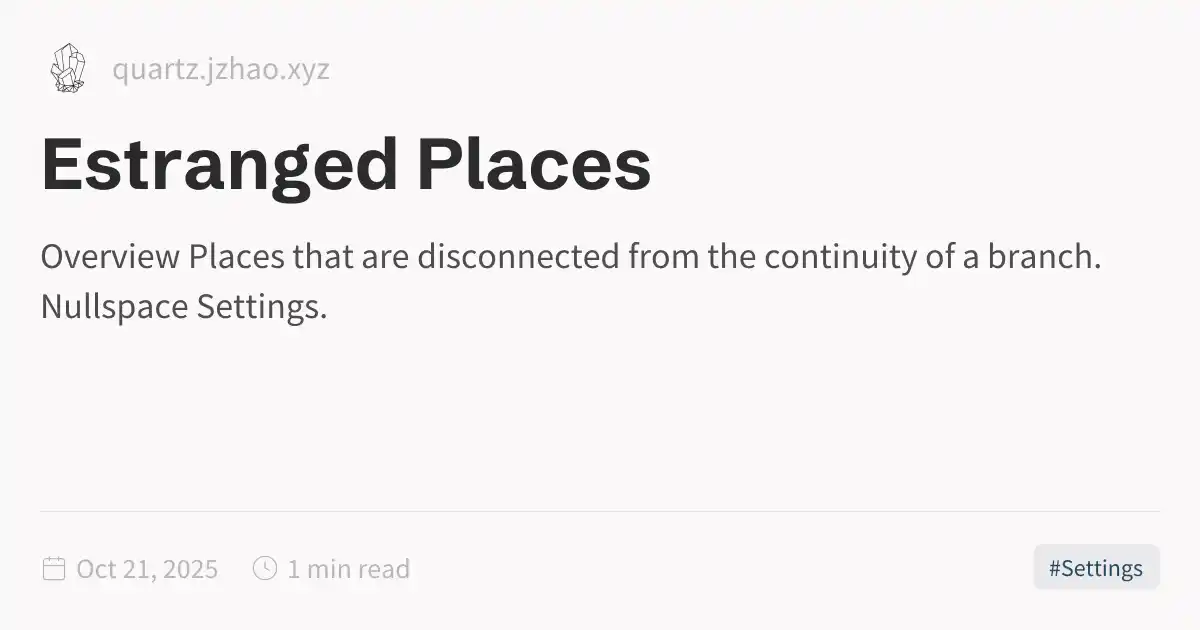 quartz.jzhao.xyz
Estranged Places
Overview Places that are disconnected from the continuity of a branch.
Nullspace Settings.
Oct 21, 2025
1 min read
#Settings